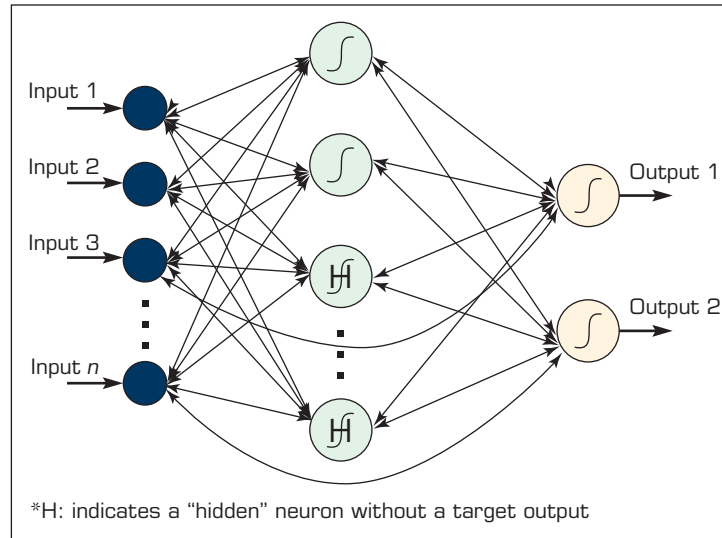 Input 1
Input 2
Input 3
Input n
H
H
Output 1
Output 2
*H: indicates a “hidden” neuron without a target output